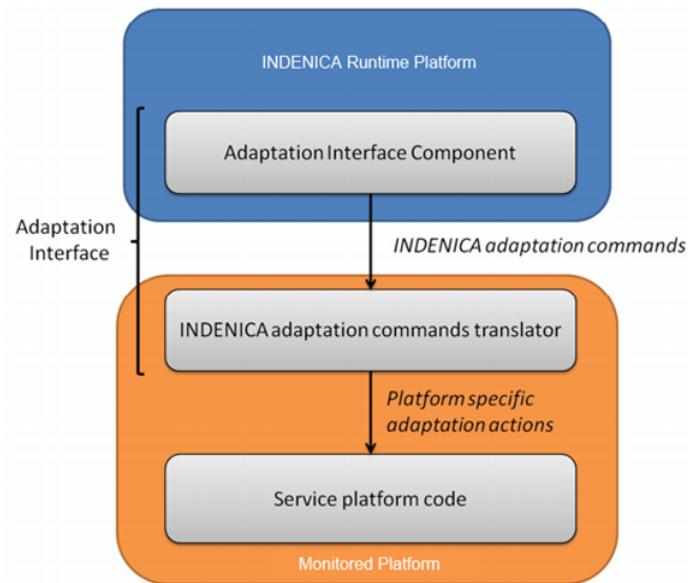 INDENICA Runtime Platform
Adaptation Interface Component
Adaptation
Interface
INDENICA adaptation commands
INDENICA adaptation commands translator
Platform specific
adaptation actions
Service platform code
Monitored Platform